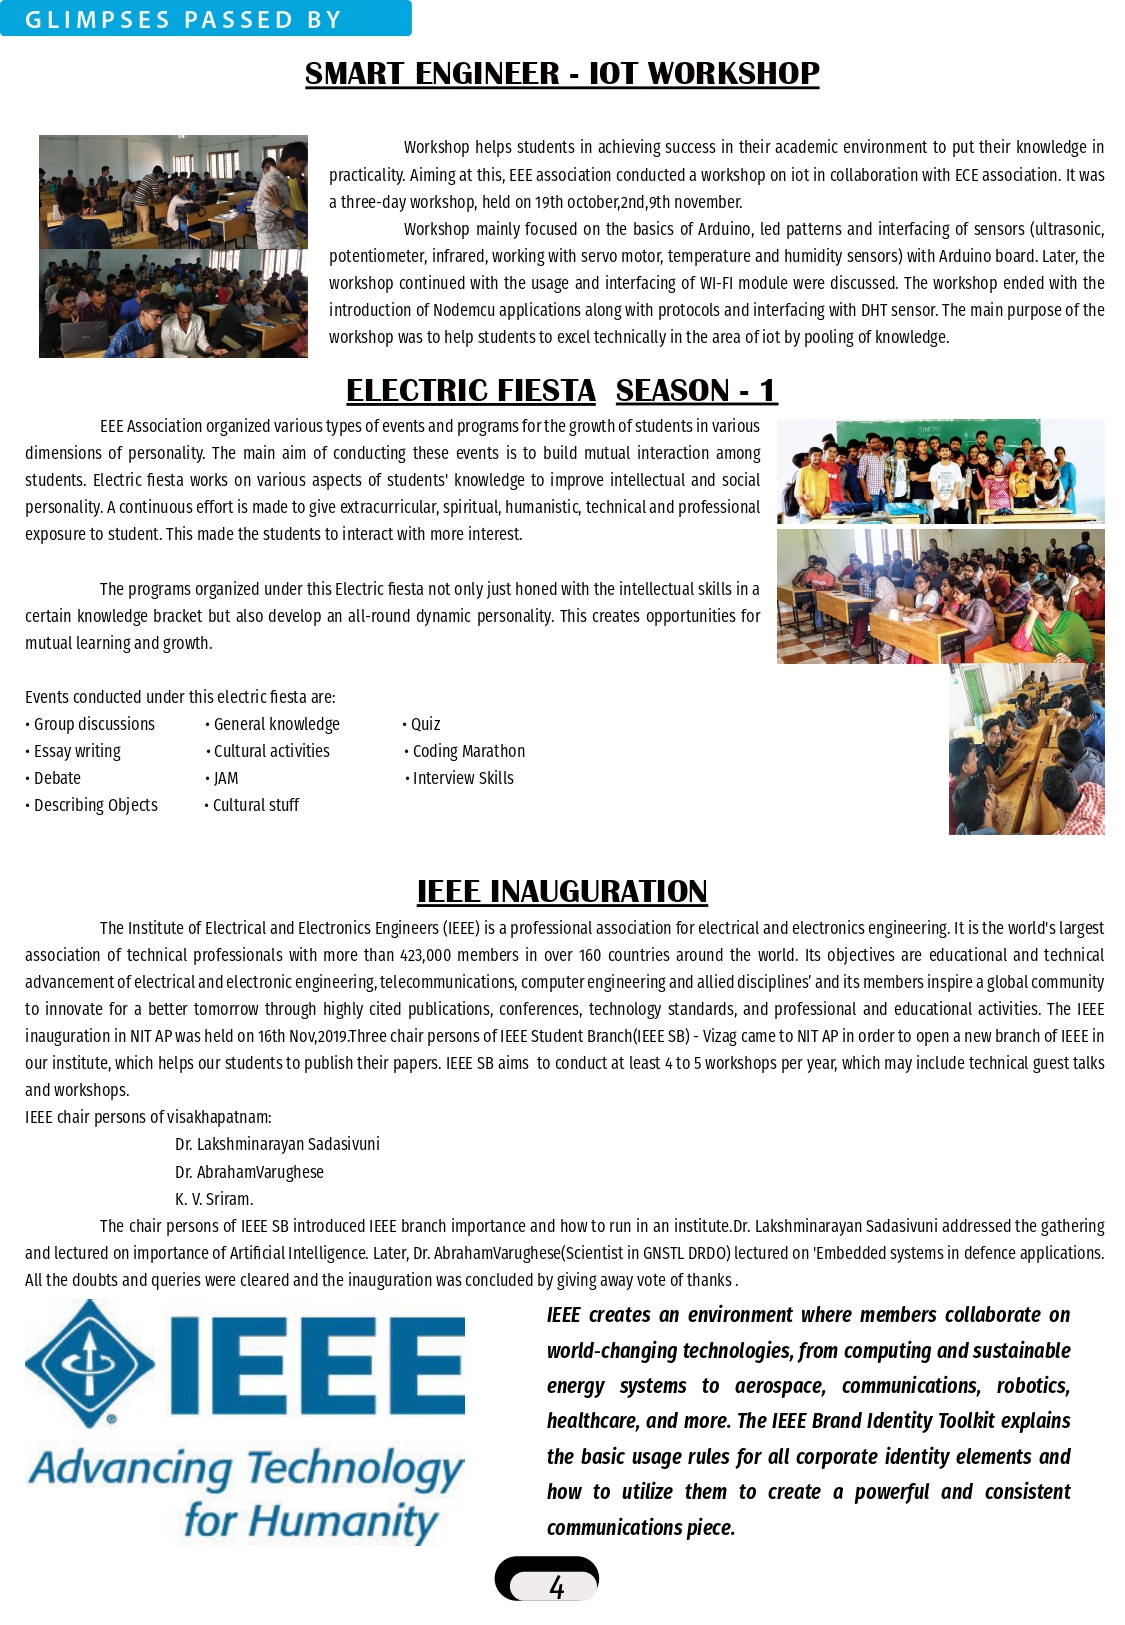 GLIMPSES PASSED BY
SMART ENGINEER - IOT WORKSHOP
Workshop helps students in achieving success in their academic environment to put their knowledge in
practicality. Aiming at this, EEE association conducted a workshop on iot in collaboration with ECE association. It was
a three-day workshop, held on 19th october,2nd,9th november.
Workshop mainly focused on the basics of Arduino, led patterns and interfacing of sensors (ultrasonic,
potentiometer, infrared, working with servo motor, temperature and humidity sensors) with Arduino board. Later, the
workshop continued with the usage and interfacing of WI-FI module were discussed. The workshop ended with the
introduction of Nodemcu applications along with protocols and interfacing with DHT sensor. The main purpose of the
workshop was to help students to excel technically in the area of iot by pooling of knowledge.
ELECTRIC FIESTA SEASON - 1
EEE Association organized various types of events and programs for the growth of students in various
dimensions of personality. The main aim of conducting these events is to build mutual interaction among
students. Electric fiesta works on various aspects of students' knowledge to improve intellectual and social
personality. A continuous effort is made to give extracurricular, spiritual, humanistic, technical and professional
exposure to student. This made the students to interact with more interest.
The programs organized under this Electric fiesta not only just honed with the intellectual skills in a
certain knowledge bracket but also develop an all-round dynamic personality. This creates opportunities for
mutual learning and growth.
Events conducted under this electric fiesta are:
• Group discussions • General knowledge • Quiz
• Essay writing • Cultural activities • Coding Marathon
• Debate • JAM • Interview Skills
• Describing Objects • Cultural stuff
IEEE INAUGURATION
The Institute of Electrical and Electronics Engineers (IEEE) is a professional association for electrical and electronics engineering. It is the world's largest
association of technical professionals with more than 423,000 members in over 160 countries around the world. Its objectives are educational and technical
advancement of electrical and electronic engineering, telecommunications, computer engineering and allied disciplines’ and its members inspire a global community
to innovate for a better tomorrow through highly cited publications, conferences, technology standards, and professional and educational activities. The IEEE
inauguration in NIT AP was held on 16th Nov,2019.Three chair persons of IEEE Student Branch(IEEE SB) - Vizag came to NIT AP in order to open a new branch of IEEE in
our institute, which helps our students to publish their papers. IEEE SB aims to conduct at least 4 to 5 workshops per year, which may include technical guest talks
and workshops.
IEEE chair persons of visakhapatnam:
Dr. Lakshminarayan Sadasivuni
Dr. AbrahamVarughese
K. V. Sriram.
The chair persons of IEEE SB introduced IEEE branch importance and how to run in an institute.Dr. Lakshminarayan Sadasivuni addressed the gathering
and lectured on importance of Artificial Intelligence. Later, Dr. AbrahamVarughese(Scientist in GNSTL DRDO) lectured on 'Embedded systems in defence applications.
All the doubts and queries were cleared and the inauguration was concluded by giving away vote of thanks .
IEEE
®
Advancing Technology
for Humanity
IEEE creates an environment where members collaborate on
world-changing technologies, from computing and sustainable
energy systems to aerospace, communications, robotics,
healthcare, and more. The IEEE Brand Identity Toolkit explains
the basic usage rules for all corporate identity elements and
how to utilize them to create a powerful and consistent
communications piece.
4